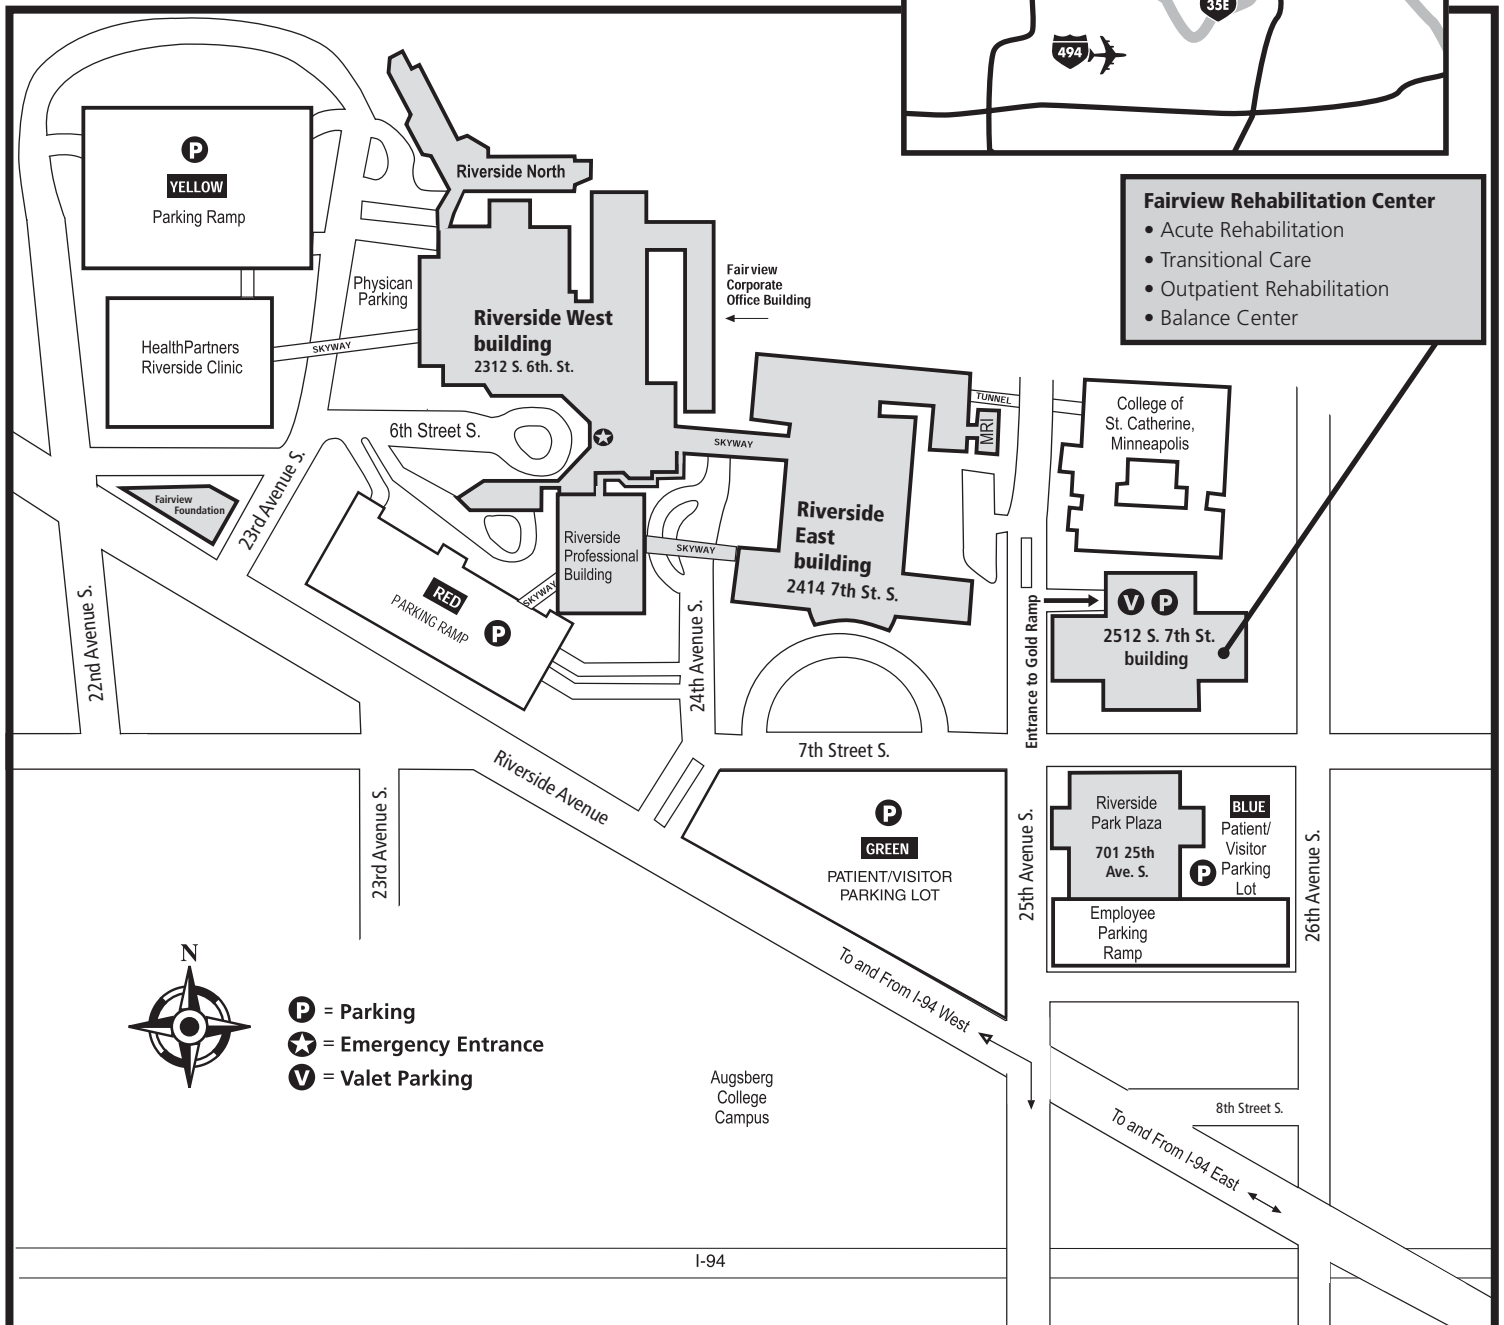 35E
494
Fairview Rehabilitation Center
• Acute Rehabilitation
• Transitional Care
• Outpatient Rehabilitation
• Balance Center
P
YELLOW
Parking Ramp
Riverside North
Physican
Parking
Fairview
Corporate
Office Building
HealthPartners
Riverside Clinic
SKYWAY
Riverside West
building
2312 S. 6th. St.
6th Street S.
SKYWAY
TUNNEL
MRI
College of
St. Catherine,
Minneapolis
Fairview
Foundation
23rd Avenue S.
Riverside
Professional
Building
SKYWAY
SKYWAY
Riverside
East
building
2414 7th St. S.
RED
PARKING RAMP
P
22nd Avenue S.
24th Avenue S.
Entrance to Gold Ramp
V P
2512 S. 7th St.
building
7th Street S.
Riverside Avenue
23rd Avenue S.
P
GREEN
PATIENT/VISITOR
PARKING LOT
25th Avenue S.
Riverside
Park Plaza
701 25th
Ave. S.
BLUE
Patient/
Visitor
Parking
Lot
P
Employee
Parking
Ramp
26th Avenue S.
To and From I-94 West
N
P = Parking
= Emergency Entrance
V = Valet Parking
Augsberg
College
Campus
8th Street S.
To and From I-94 East
I-94